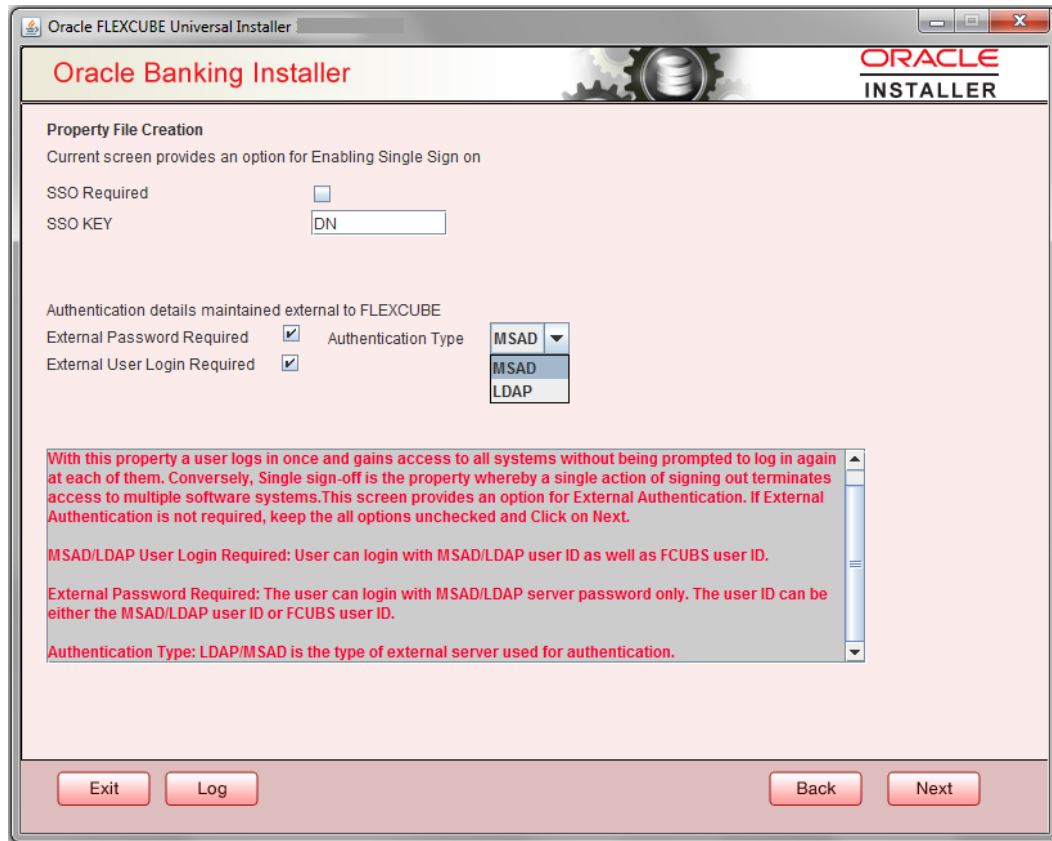 Oracle FLEXCUBE Universal Installer
Oracle Banking Installer
ORACLE
INSTALLER
Property File Creation
Current screen provides an option for Enabling Single Sign on
SSO Required
SSO KEY
DN
Authentication details maintained external to FLEXCUBE
External Password Required
Authentication Type
MSAD
External User Login Required
MSAD
LDAP
With this property a user logs in once and gains access to all systems without being prompted to log in again
at each of them. Conversely, Single sign-off is the property whereby a single action of signing out terminates
access to multiple software systems.This screen provides an option for External Authentication. If External
Authentication is not required, keep the all options unchecked and Click on Next.
MSAD/LDAP User Login Required: User can login with MSAD/LDAP user ID as well as FCUBS user ID.
External Password Required: The user can login with MSAD/LDAP server password only. The user ID can be
either the MSAD/LDAP user ID or FCUBS user ID.
Authentication Type: LDAP/MSAD is the type of external server used for authentication.
Exit
Log
Back
Next